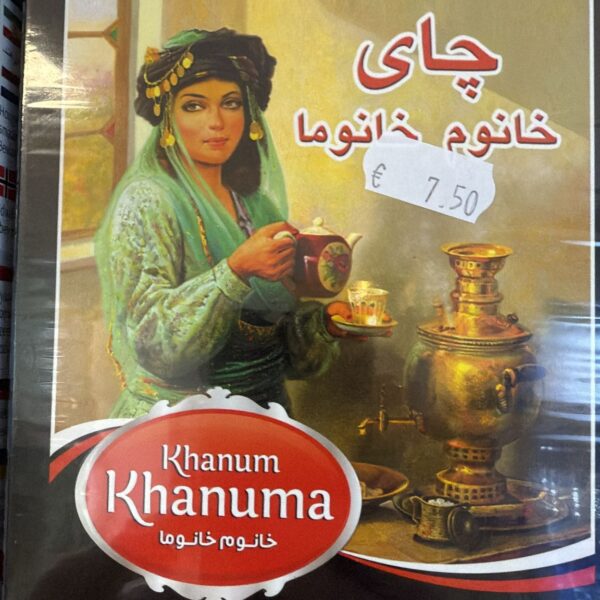 چای
خانوم خانوما
€ 7.50
Khanum
Khanuma
خانوم خانوما